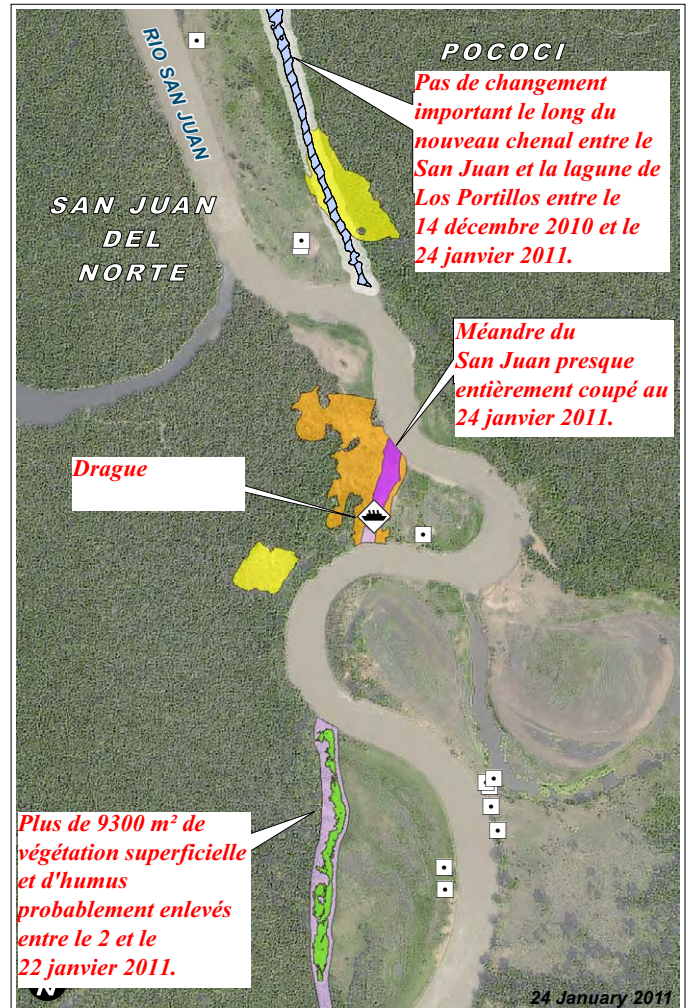 POCOCI
RIO SAN JUAN
Pas de changement
important le long du
nouveau chenal entre le
San Juan et la lagune de
Los Portillos entre le
14 décembre 2010 et le
24 janvier 2011.
SAN JUAN
DEL
NORTE
Méandre du
San Juan presque
entièrement coupé au
24 janvier 2011.
Drague
Plus de 9300 m² de
végétation superficielle
et d'humus
probablement enlevés
entre le 2 et le
22 janvier 2011.
N
24 January 2011